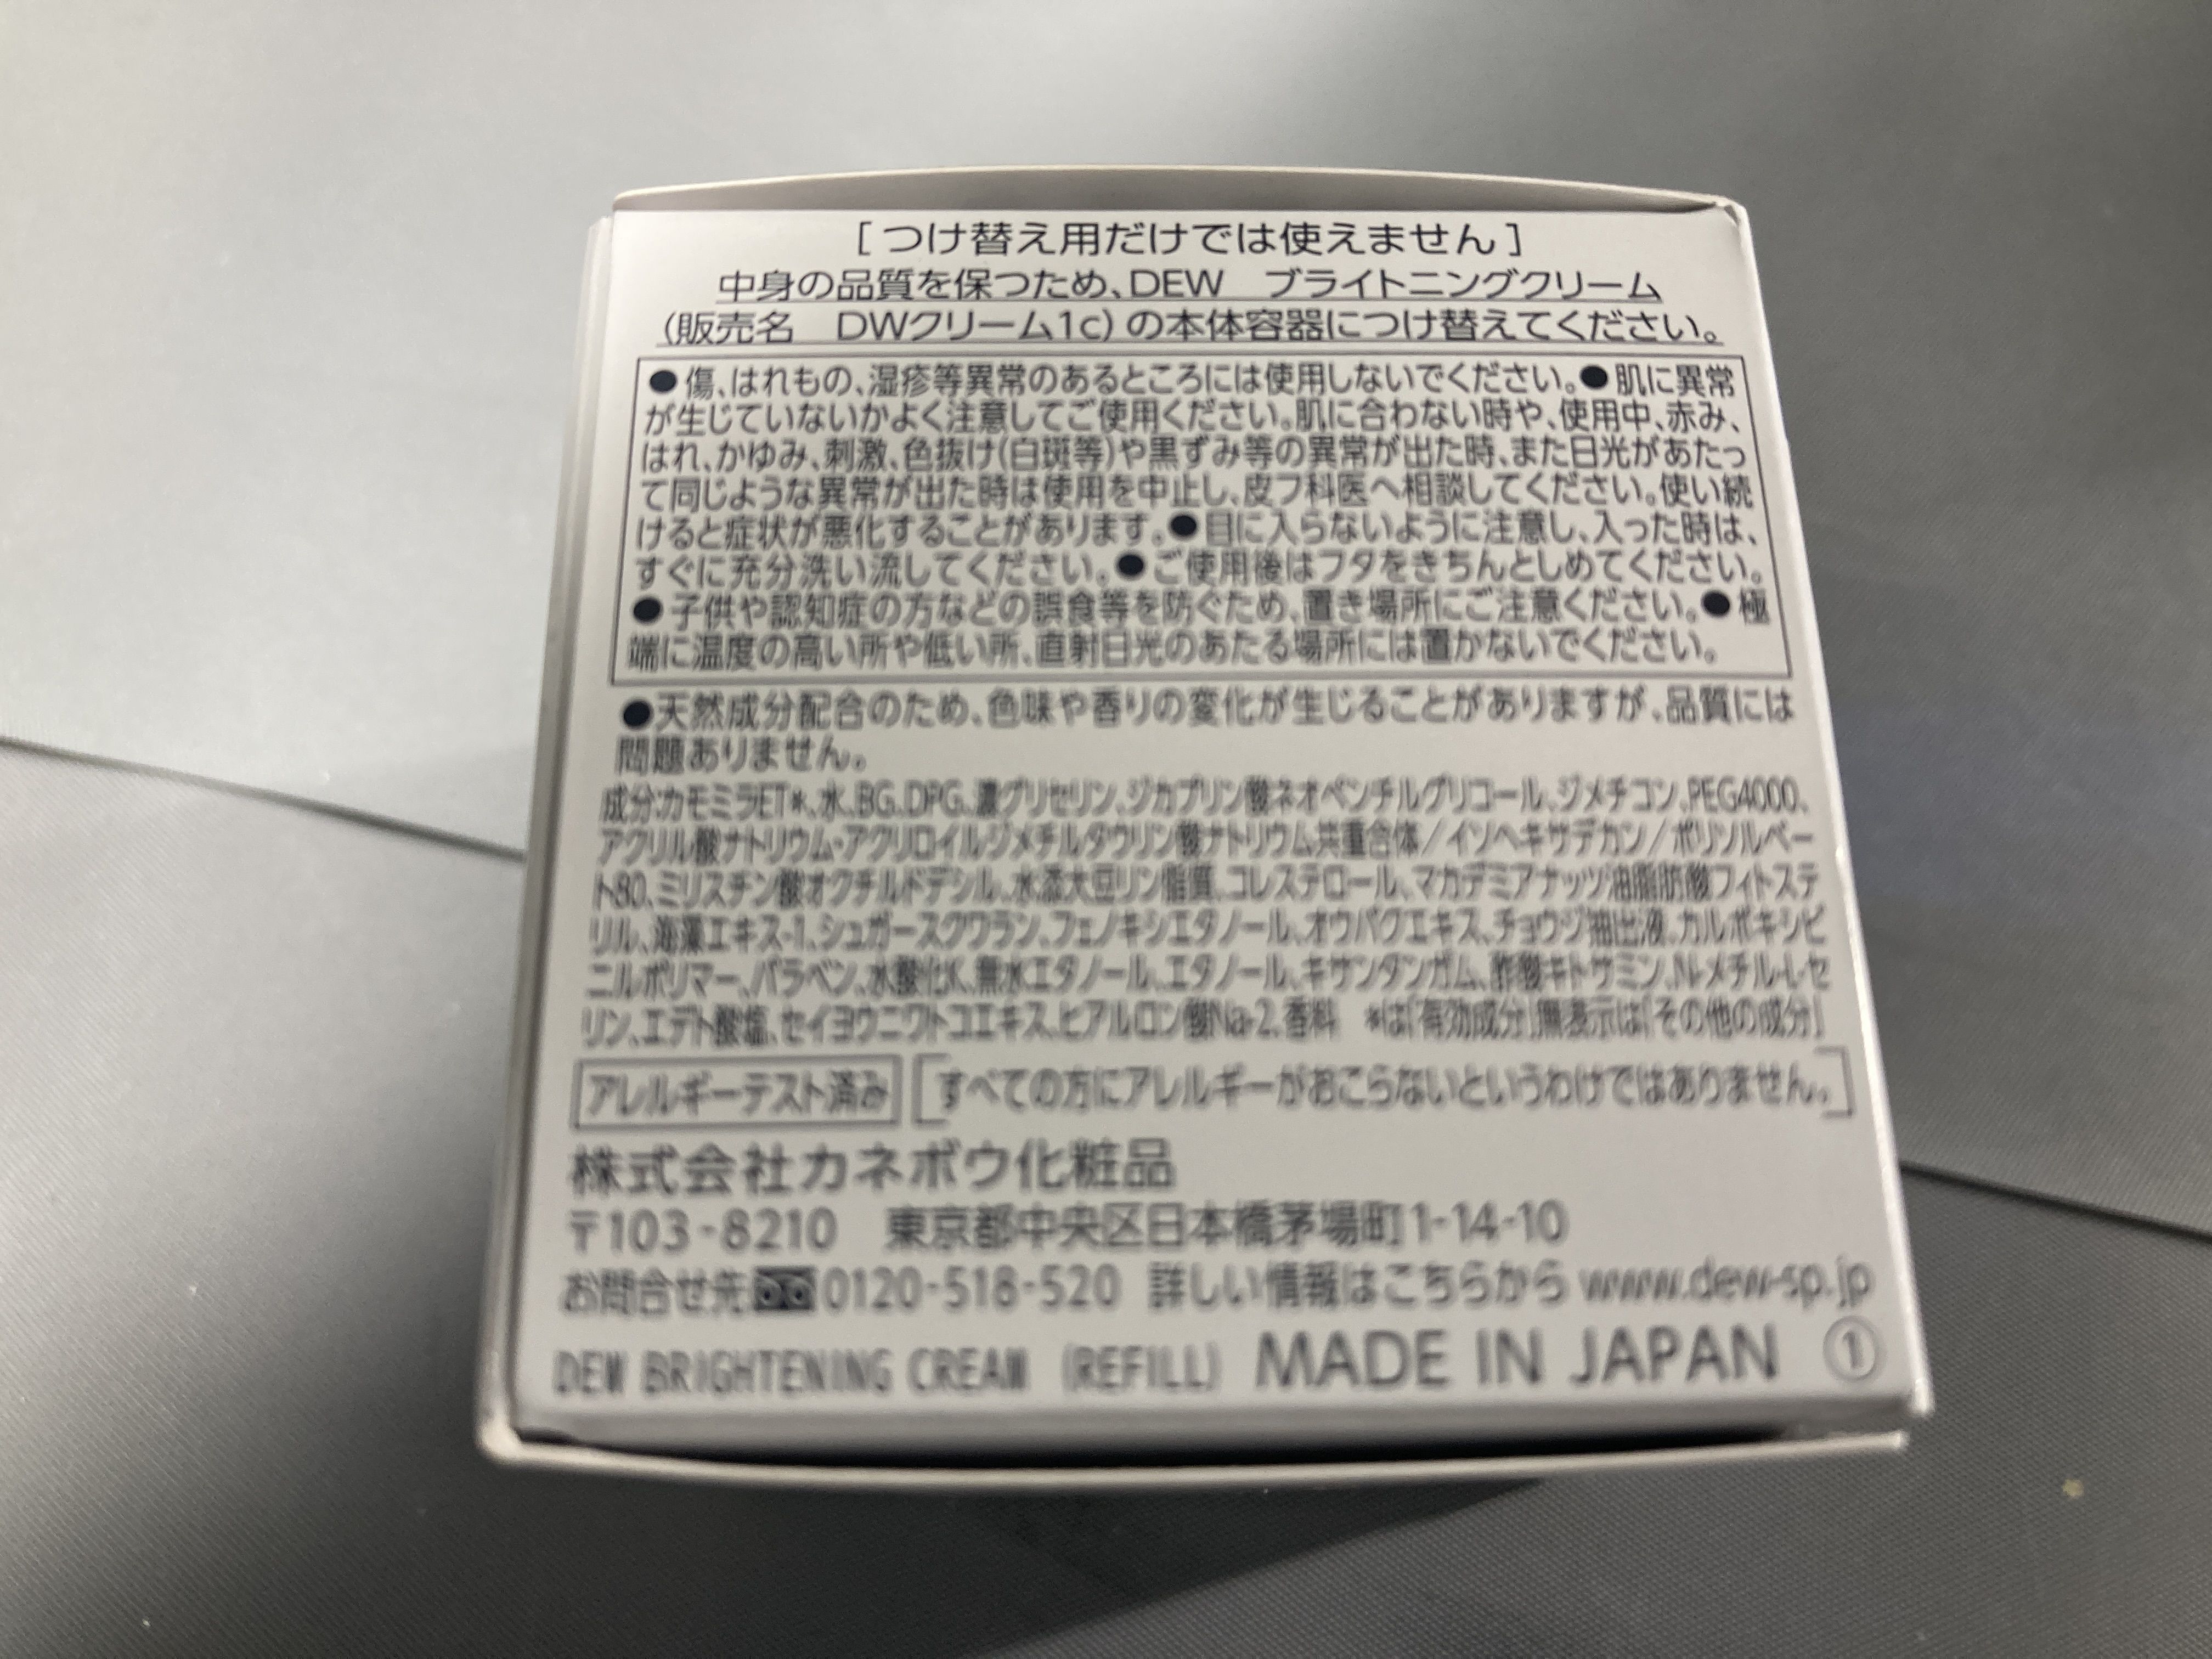 [ つけ替え用だけでは使えません ]
中身の品質を保つため、DEW　ブライトニングクリーム
（販売名　DWクリーム1c）の本体容器につけ替えてください。
●傷、はれもの、湿疹等異常のあるところには使用しないでください。●肌に異常
が生じていないかよく注意してご使用ください。肌に合わない時や、使用中、赤み、
はれ、かゆみ、刺激、色抜け(白斑等)や黒ずみ等の異常が出た時、また日光があたっ
て同じような異常が出た時は使用を中止し、皮フ科医へ相談してください。使い続
けると症状が悪化することがあります。●目に入らないように注意し、入った時は、
すぐに充分洗い流してください。●ご使用後はフタをきちんとしめてください。
●子供や認知症の方などの誤食等を防ぐため、置き場所にご注意ください。●極
端に温度の高い所や低い所、直射日光のあたる場所には置かないでください。
●天然成分配合のため、色味や香りの変化が生じることがありますが、品質には
問題ありません。
成分:カモミラET*、水、BG、DPG、濃グリセリン、ジカプリン酸ネオペンチルグリコール、ジメチコン、PEG4000、
アクリル酸ナトリウム・アクリロイルジメチルタウリン酸ナトリウム共重合体/イソヘキサデカン/ポリソルベー
ト80、ミリスチン酸オクチルドデシル、水添大豆リン脂質、コレステロール、マカデミアナッツ油脂肪酸フィトステ
リル、海藻エキス-1、シュガースクワラン、フェノキシエタノール、オウバクエキス、チョウジ抽出液、カルボキシビ
ニルポリマー、パラベン、水酸化K、無水エタノール、エタノール、キサンタンガム、酢酸キトサミン、N-メチル-L-セ
リン、エデト酸塩、セイヨウニワトコエキス、ヒアルロン酸Na-2、香料　*は「有効成分」無表示は「その他の成分」
アレルギーテスト済み [すべての方にアレルギーがおこらないというわけではありません。]
株式会社カネボウ化粧品
〒103-8210　東京都中央区日本橋茅場町1-14-10
お問合せ先 0120-518-520 詳しい情報はこちらから www.dew-sp.jp
DEW BRIGHTENING CREAM (REFILL) MADE IN JAPAN ①